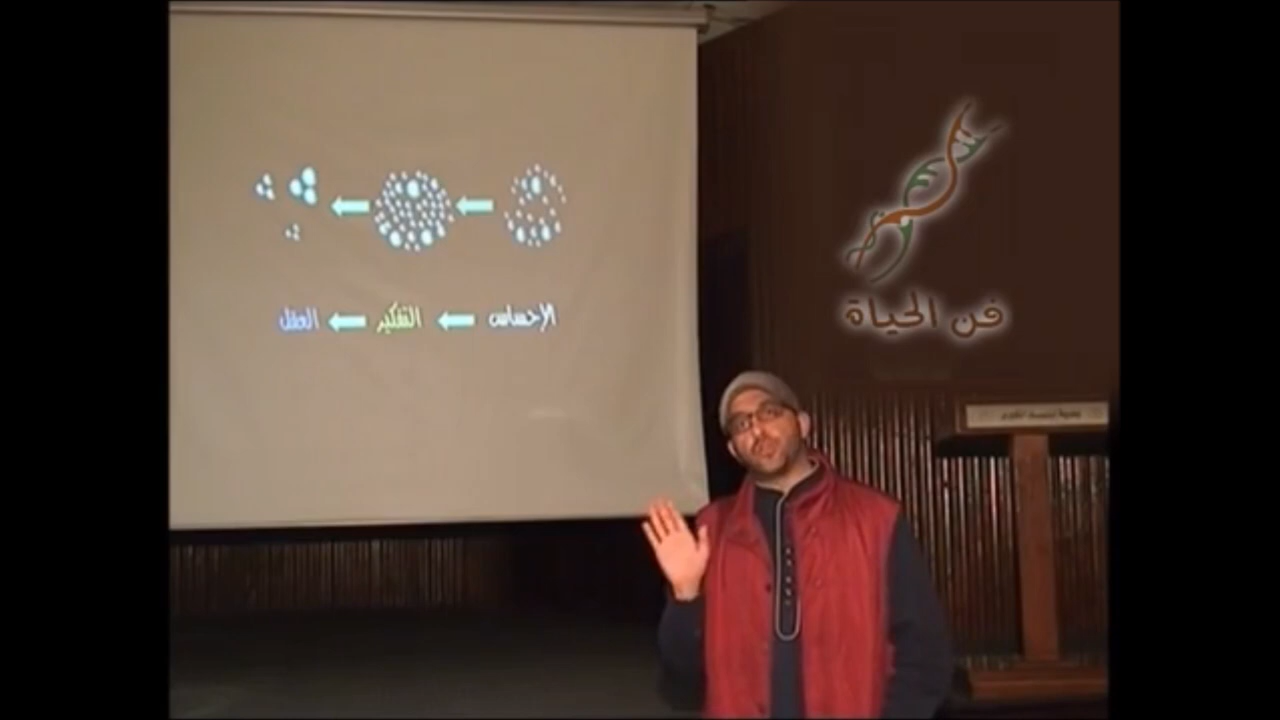 الإحساس ← التفكير ← العقل
فن الحياة